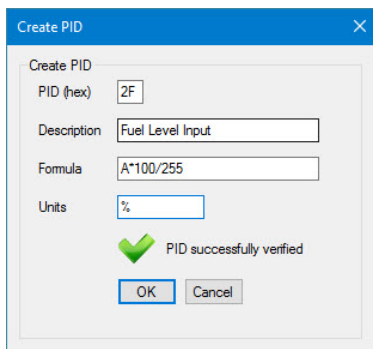 Create PID
Create PID
PID (hex) 2F
Description Fuel Level Input
Formula A*100/255
Units %
PID successfully verified
OK Cancel